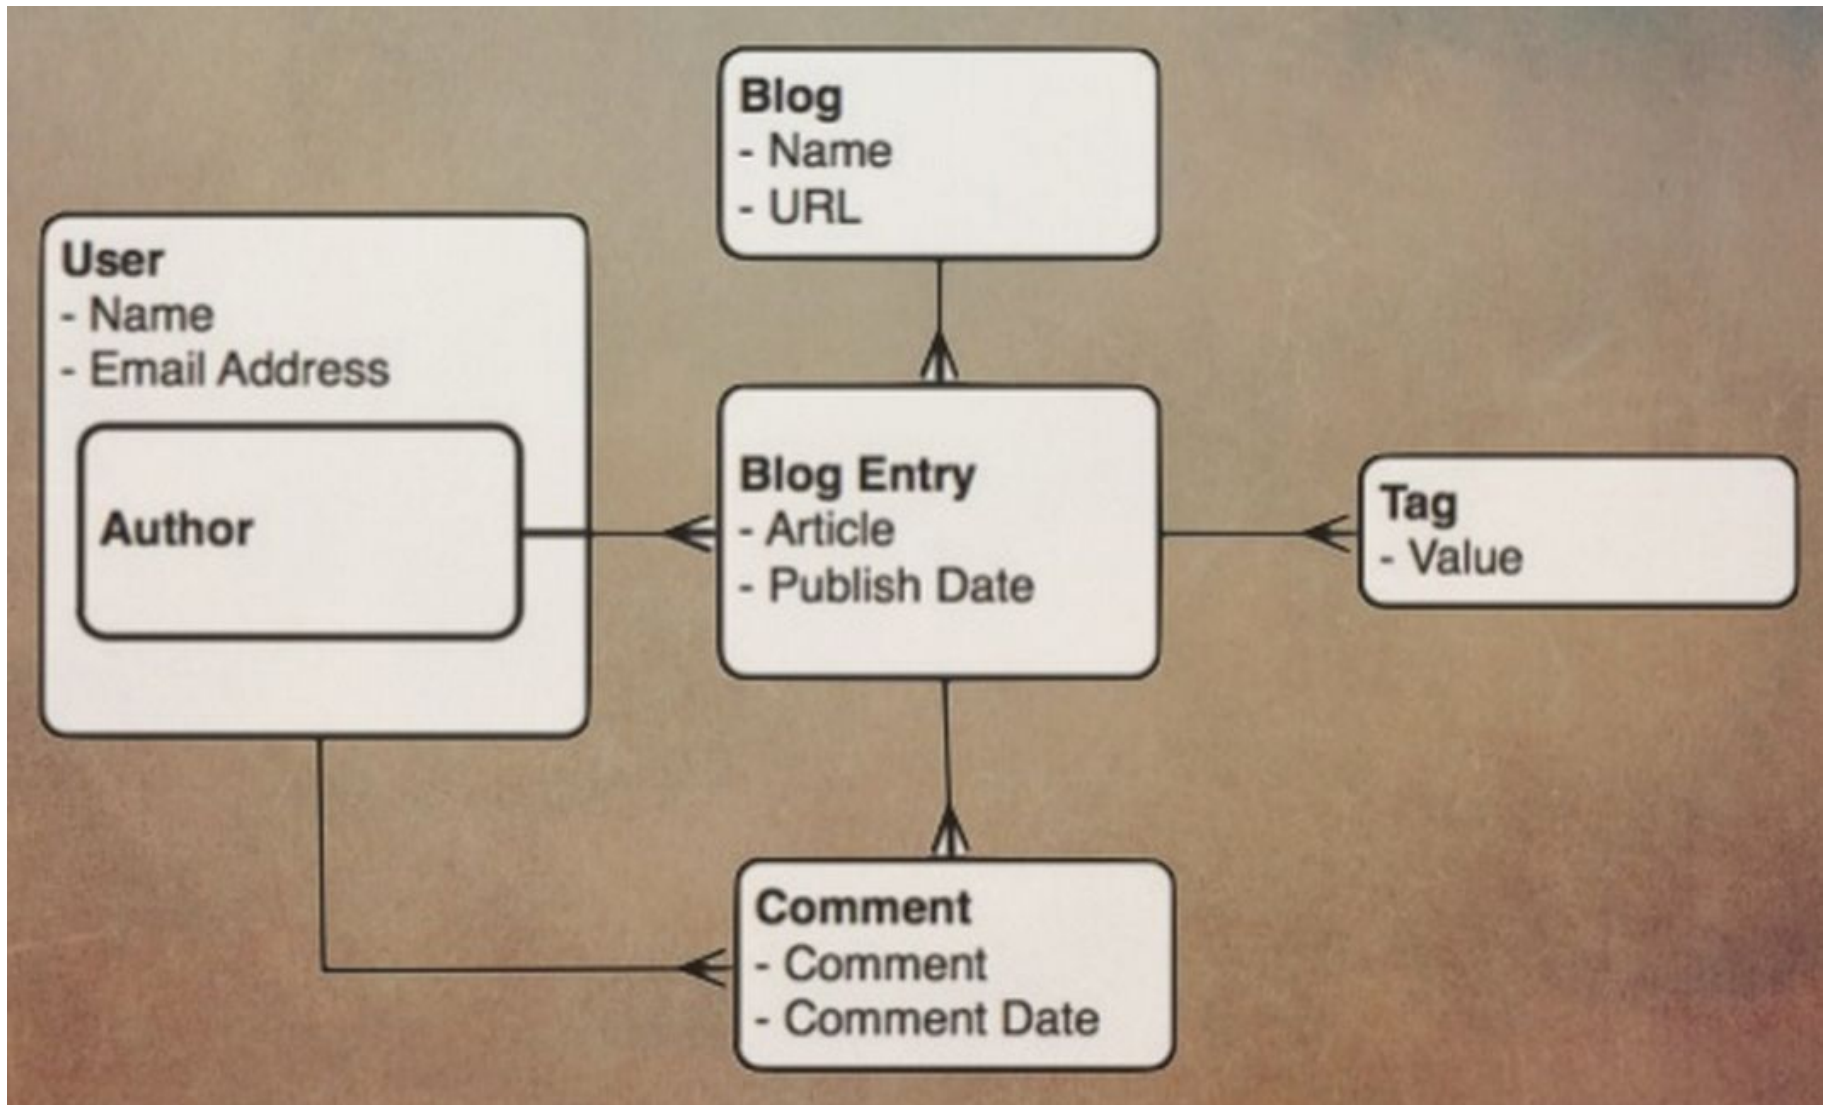 Blog
- Name
- URL
User
- Name
- Email Address
Author
Blog Entry
- Article
- Publish Date
Tag
- Value
Comment
- Comment
- Comment Date